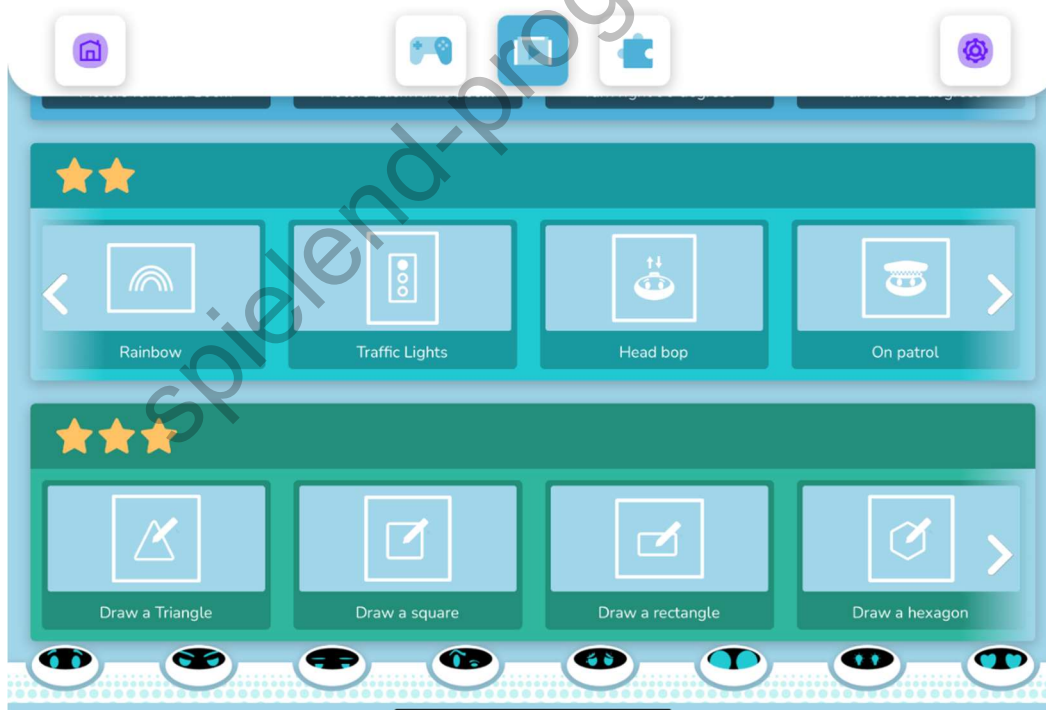 Rainbow
Traffic Lights
Head bop
On patrol
Draw a Triangle
Draw a square
Draw a rectangle
Draw a hexagon
spielend-prog